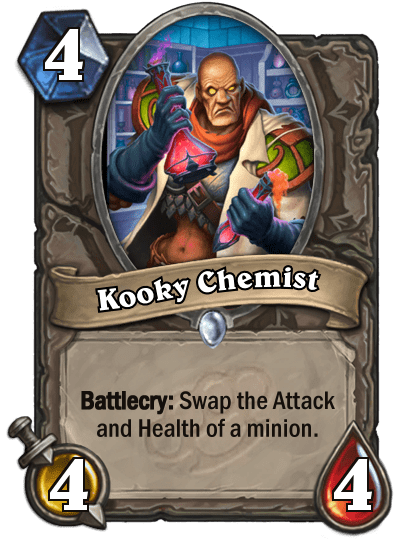 4
Kooky Chemist
Battlecry: Swap the Attack
and Health of a minion.
4
4